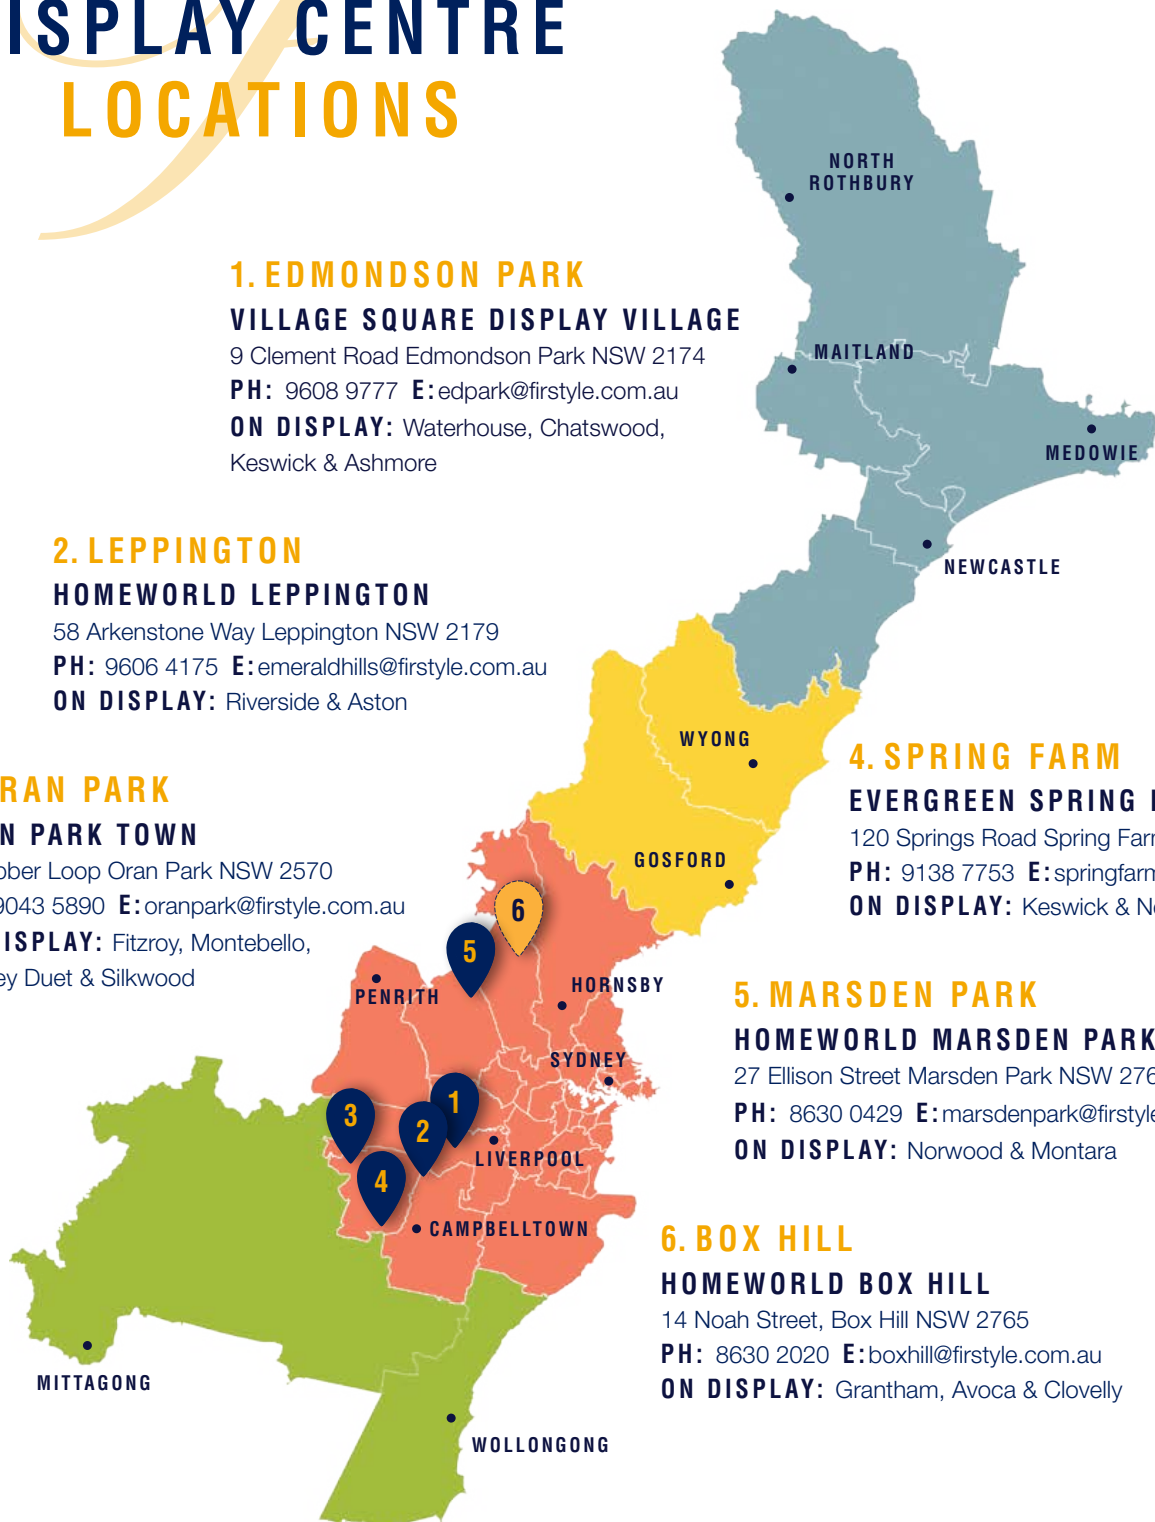 ISPLAY CENTRE
LOCATIONS
NORTH
ROTHBURY
1. EDMONDSON PARK
VILLAGE SQUARE DISPLAY VILLAGE
9 Clement Road Edmondson Park NSW 2174
PH: 9608 9777 E: edpark@firstyle.com.au
ON DISPLAY: Waterhouse, Chatswood,
Keswick & Ashmore
MAITLAND
MEDOWIE
NEWCASTLE
2. LEPPINGTON
HOMEWORLD LEPPINGTON
58 Arkenstone Way Leppington NSW 2179
PH: 9606 4175 E: emeraldhills@firstyle.com.au
ON DISPLAY: Riverside & Aston
WYONG
GOSFORD
RAN PARK
N PARK TOWN
ber Loop Oran Park NSW 2570
9043 5890 E: oranpark@firstyle.com.au
ISPLAY: Fitzroy, Montebello,
ey Duet & Silkwood
4. SPRING FARM
EVERGREEN SPRING
120 Springs Road Spring Farm
PH: 9138 7753 E: springfarm
ON DISPLAY: Keswick & No
6
5
PENRITH
HORNSBY
SYDNEY
1
3
2
LIVERPOOL
4
CAMPBELLTOWN
5. MARSDEN PARK
HOMEWORLD MARSDEN PARK
27 Ellison Street Marsden Park NSW 276
PH: 8630 0429 E: marsdenpark@firstyle
ON DISPLAY: Norwood & Montara
6. BOX HILL
HOMEWORLD BOX HILL
14 Noah Street, Box Hill NSW 2765
PH: 8630 2020 E: boxhill@firstyle.com.au
ON DISPLAY: Grantham, Avoca & Clovelly
MITTAGONG
WOLLONGONG